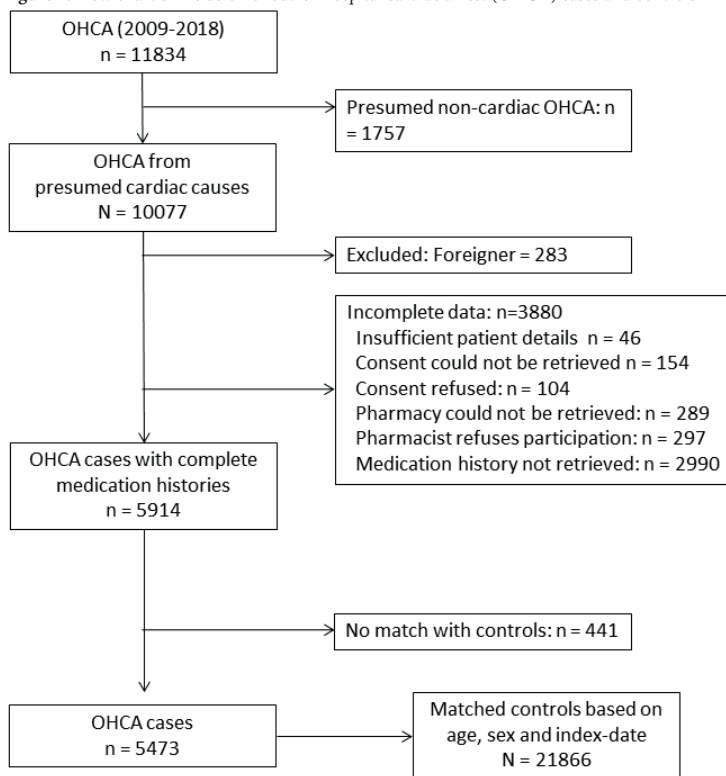 OHCA (2009-2018)
n = 11834
Presumed non-cardiac OHCA: n
= 1757
OHCA from
presumed cardiac causes
N = 10077
Excluded: Foreigner = 283
Incomplete data: n=3880
Insufficient patient details n = 46
Consent could not be retrieved n = 154
Consent refused: n = 104
Pharmacy could not be retrieved: n = 289
Pharmacist refuses participation: n = 297
Medication history not retrieved: n = 2990
OHCA cases with complete
medication histories
n = 5914
No match with controls: n = 441
OHCA cases
n = 5473
Matched controls based on
age, sex and index-date
N = 21866